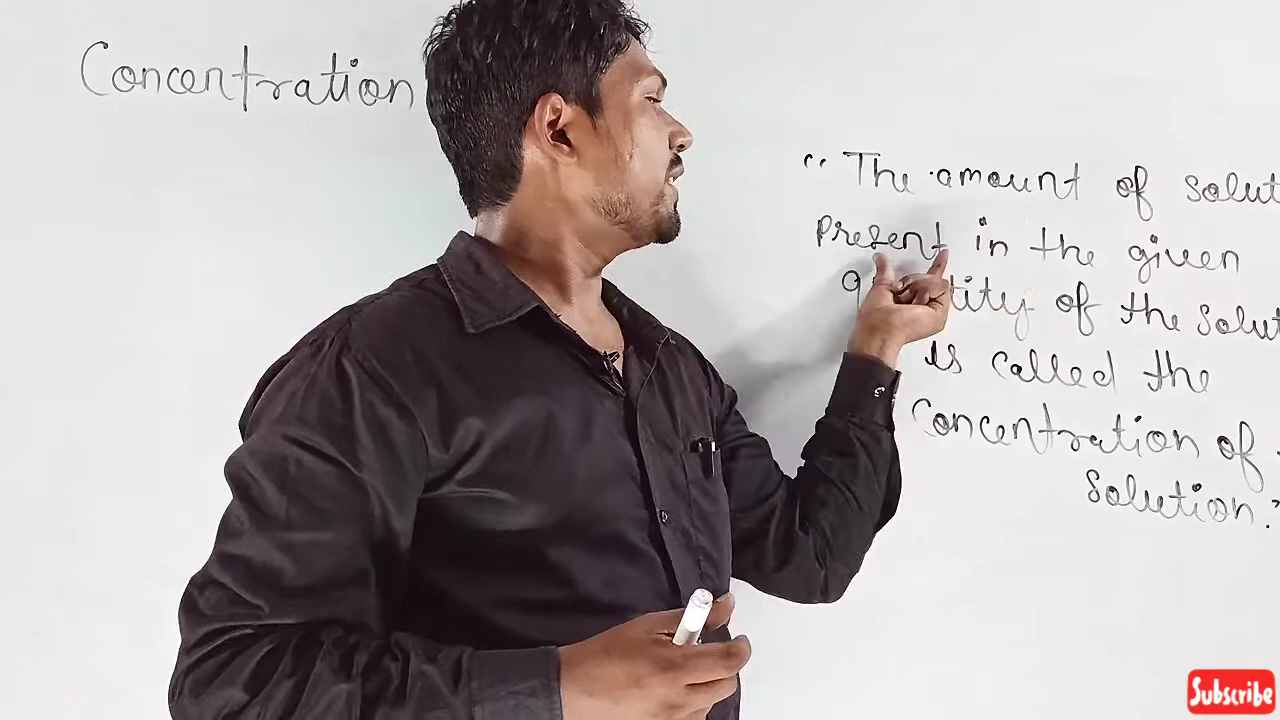 Concentration
"The amount of solut
present in the given
of the solut
is called the
Concentration of
Solution."
Subscribe